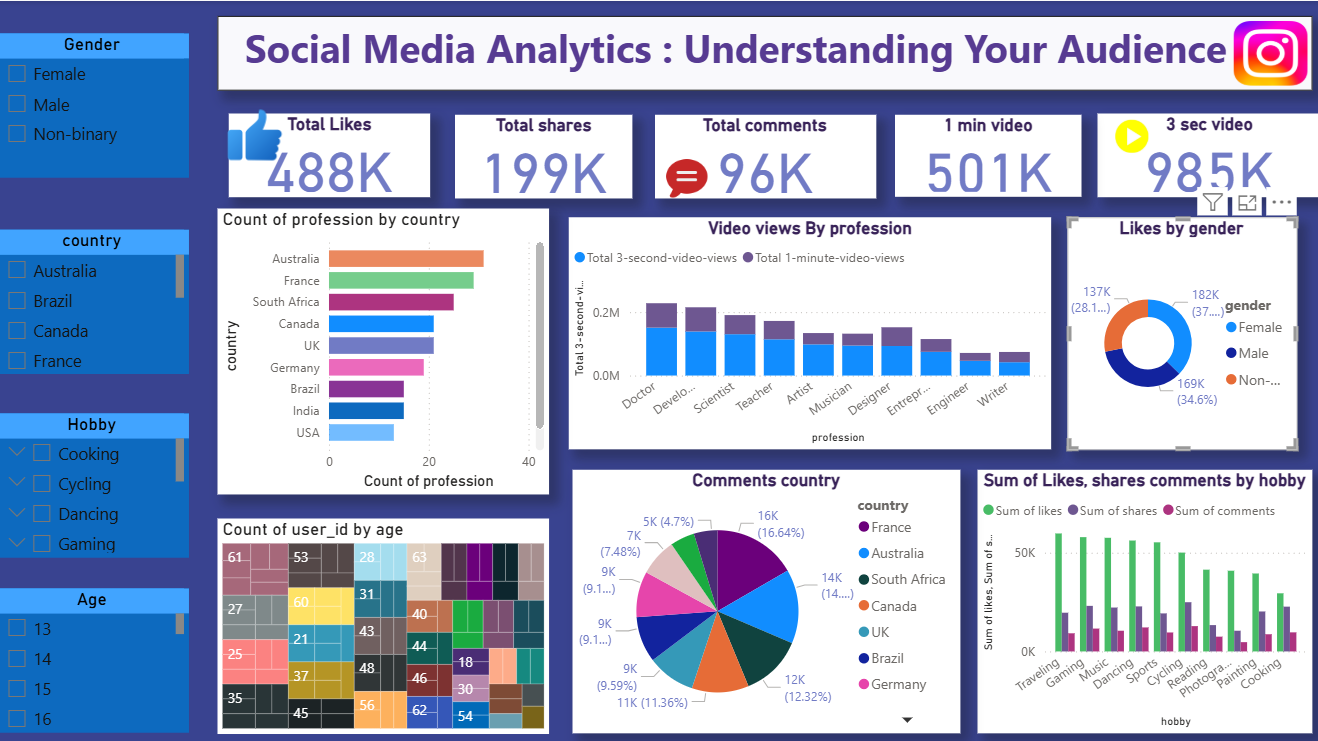 Social Media Analytics : Understanding Your Audience
Gender
Female
Male
Non-binary
country
Australia
Brazil
Canada
France
Hobby
Cooking
Cycling
Dancing
Gaming
Age
13
14
15
16
Total Likes
488K
Total shares
199K
Total comments
96K
1 min video
501K
3 sec video
985K
Count of profession by country
country
Australia
France
South Africa
Canada
UK
Germany
Brazil
India
USA
0
20
40
Count of profession
Video views By profession
Total 3-second-video-views
Total 1-minute-video-views
Total 3-second-vi...
0.2M
0.0M
Doctor
Develo...
Scientist
Teacher
Artist
Musician
Designer
Entrepr...
Engineer
Writer
profession
Likes by gender
137K
(28.1...)
182K
(37....)
169K
(34.6%)
gender
Female
Male
Non-...
Count of user_id by age
61
53
28
63
27
60
31
40
25
21
43
44
18
35
37
48
46
30
45
56
62
54
Comments country
5K (4.7%)
16K
(16.64%)
7K
(7.48%)
14K
(14....)
9K
(9.1...)
9K
(9.1...)
9K
(9.59%)
12K
(12.32%)
11K (11.36%)
country
France
Australia
South Africa
Canada
UK
Brazil
Germany
Sum of Likes, shares comments by hobby
Sum of likes
Sum of shares
Sum of comments
Sum of likes, Sum of s...
50K
0K
Traveling
Gaming
Music
Dancing
Sports
Cycling
Reading
Photogra...
Painting
Cooking
hobby